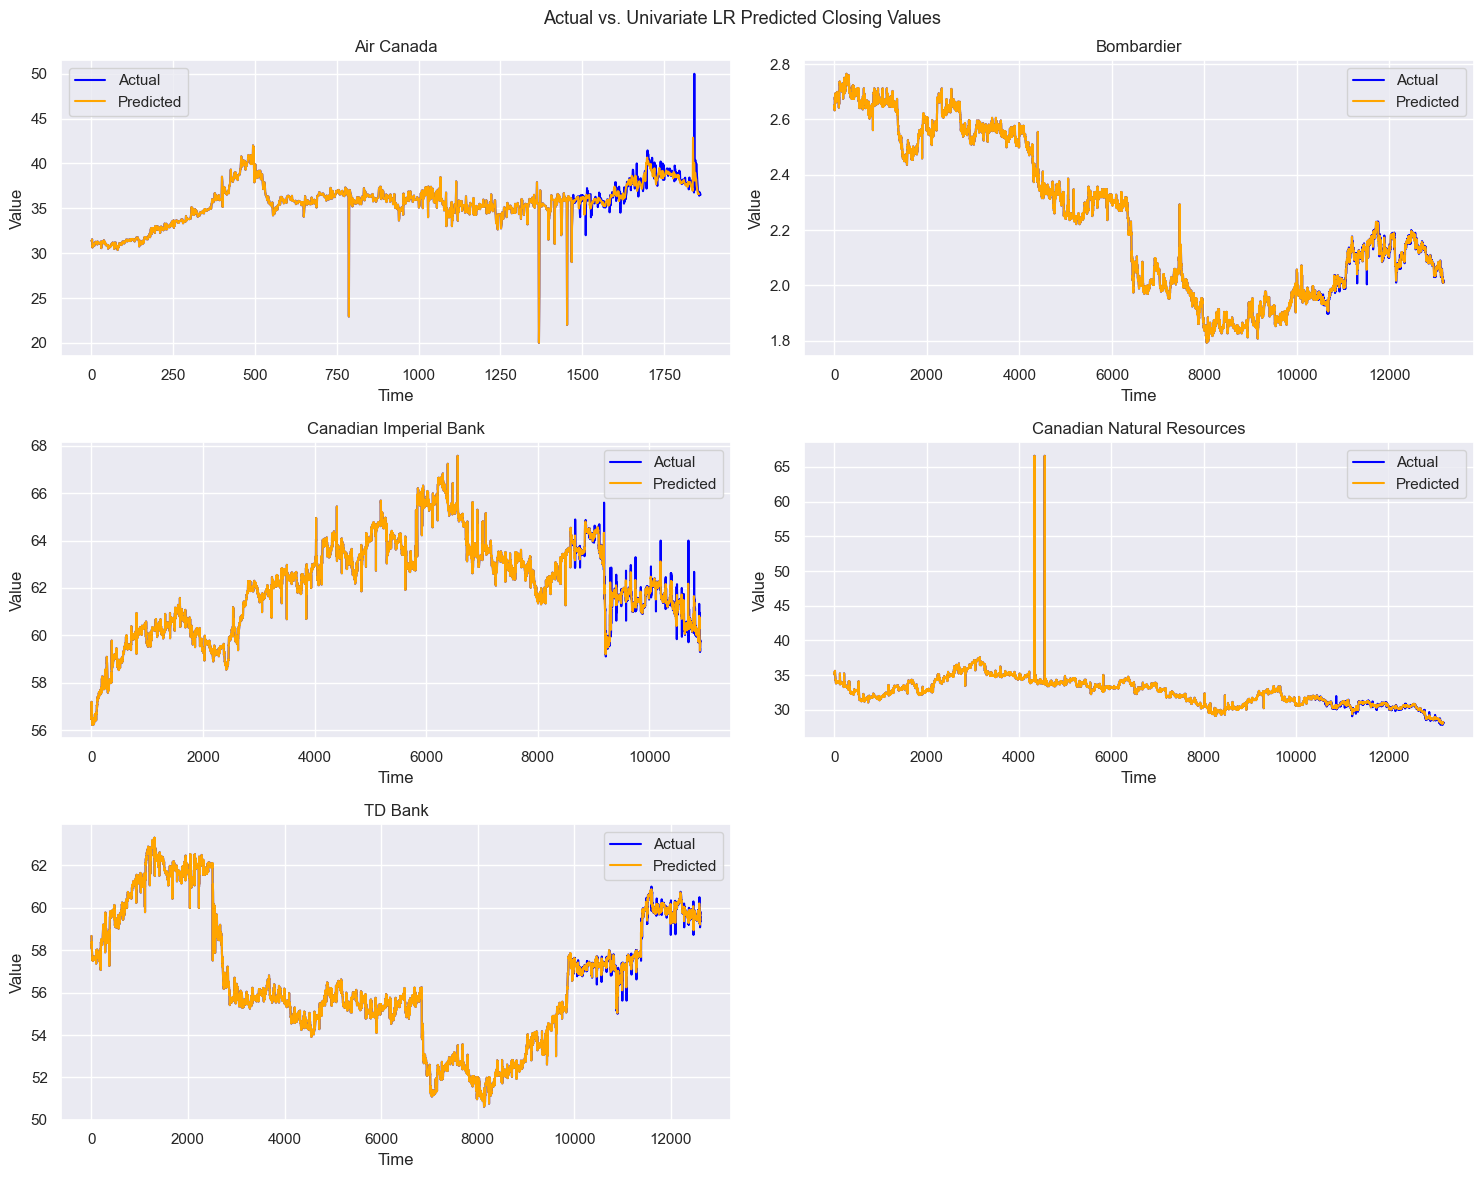 Actual vs. Univariate LR Predicted Closing Values
Air Canada
Actual
Predicted
Value
50
45
40
35
30
25
20
0 250 500 750 1000 1250 1500 1750
Time
Bombardier
Actual
Predicted
Value
2.8
2.6
2.4
2.2
2.0
1.8
0 2000 4000 6000 8000 10000 12000
Time
Canadian Imperial Bank
Actual
Predicted
Value
68
66
64
62
60
58
56
0 2000 4000 6000 8000 10000
Time
Canadian Natural Resources
Actual
Predicted
Value
65
60
55
50
45
40
35
30
0 2000 4000 6000 8000 10000 12000
Time
TD Bank
Actual
Predicted
Value
62
60
58
56
54
52
50
0 2000 4000 6000 8000 10000 12000
Time